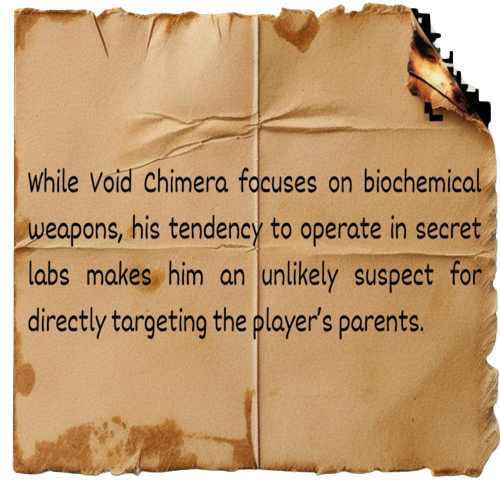 While Void Chimera focuses on biochemical
weapons, his tendency to operate in secret
labs makes him an unlikely suspect for
directly targeting the player's parents.